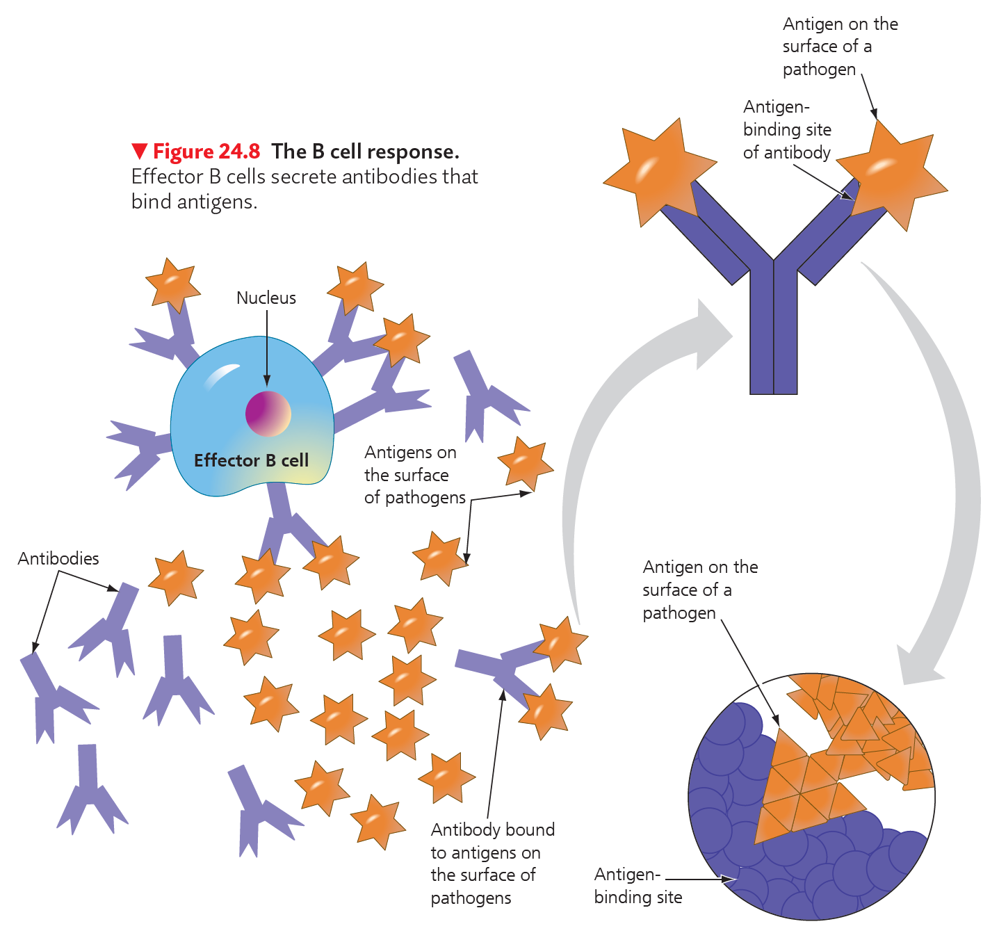 ▼ Figure 24.8 The B cell response.
Effector B cells secrete antibodies that
bind antigens.
Antigen on the
surface of a
pathogen
Antigen-
binding site
of antibody
Nucleus
Effector B cell
Antigens on
the surface
of pathogens
Antibodies
Antibody bound
to antigens on
the surface of
pathogens
Antigen on the
surface of a
pathogen
Antigen-
binding site